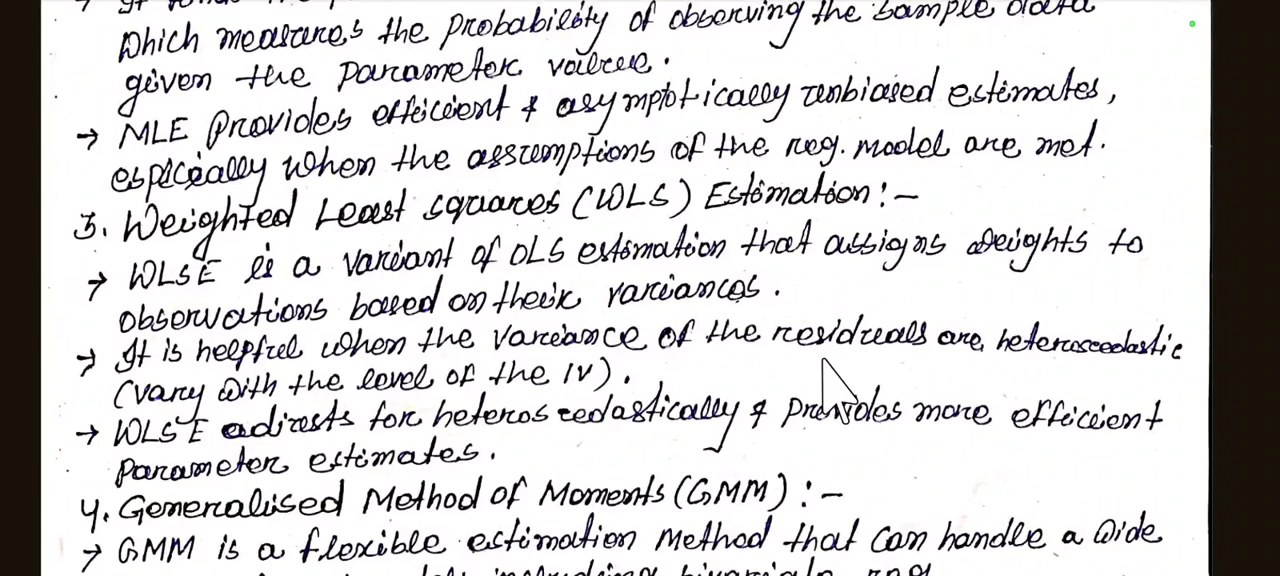 which measures the probability of observing the sample data
given the parameter value.
→ MLE provides efficient & asymptotically unbiased estimates,
especially when the assumptions of the reg. model are met.
3. Weighted Least squares (WLS) Estimation:-
→ WLSE is a variant of OLS estimation that assigns weights to
observations based on their variances.
→ It is helpful when the variance of the residuals are heteroscedastic
(vary with the level of the IV).
→ WLSE adjusts for heteroscedastically & provides more efficient
parameter estimates.
4. Generalised Method of Moments (GMM):-
→ GMM is a flexible estimation method that can handle a wide